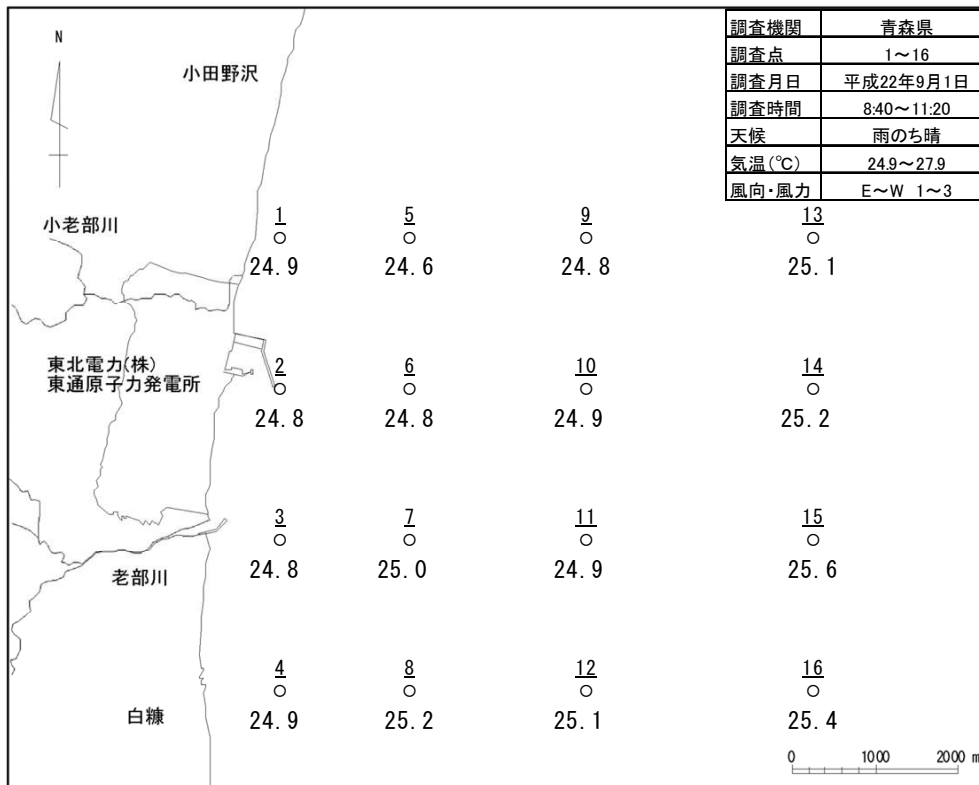 調査機関 青森県
調査点 1～16
調査月日 平成22年9月1日
調査時間 8:40～11:20
天候 雨のち晴
気温(℃) 24.9～27.9
風向・風力 E～W 1～3
N
小田野沢
小老部川
1 5 9 13
24.9 24.6 24.8 25.1
東北電力(株)
東通原子力発電所
2 6 10 14
24.8 24.8 24.9 25.2
3 7 11 15
24.8 25.0 24.9 25.6
老部川
4 8 12 16
24.9 25.2 25.1 25.4
白糠
0 1000 2000 m